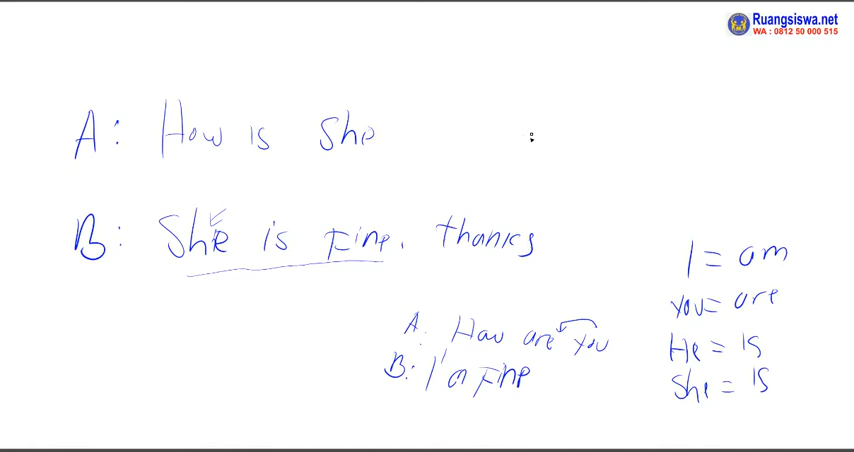 Ruangsiswa.net
WA : 0812 50 000 515
A: How is She
B: She is Fine. thanks
I = am
you = are
He = is
She = is
A: How are you
B: I'm Fine